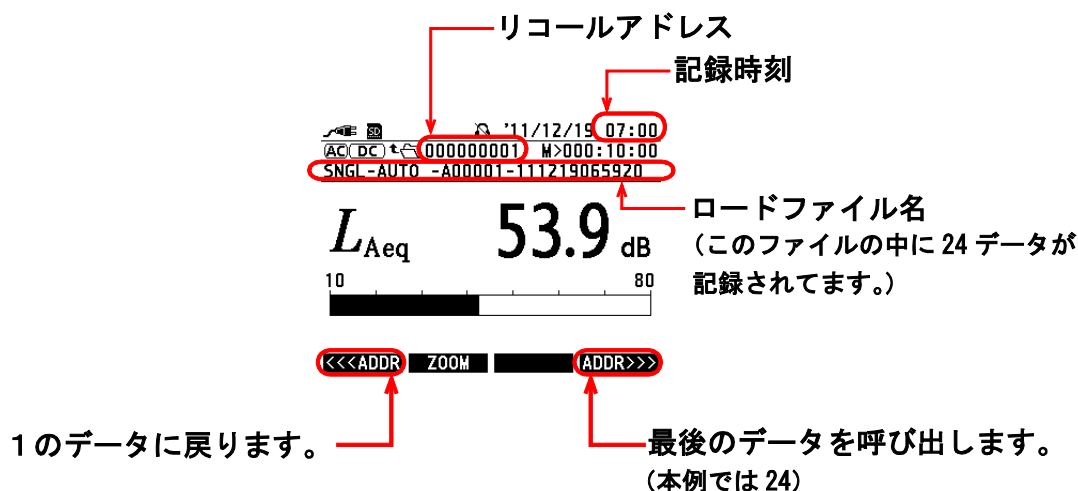 リコールアドレス
記録時刻
SD '11/12/19 07:00
AC DC 000000001 M>000:10:00
SNGL-AUTO -A00001-111219065920
ロードファイル名
(このファイルの中に 24 データが
記録されてます。)
LAeq 53.9 dB
10 80
<<<ADDR ZOOM ADDR>>>
1のデータに戻ります。
最後のデータを呼び出します。
(本例では 24)